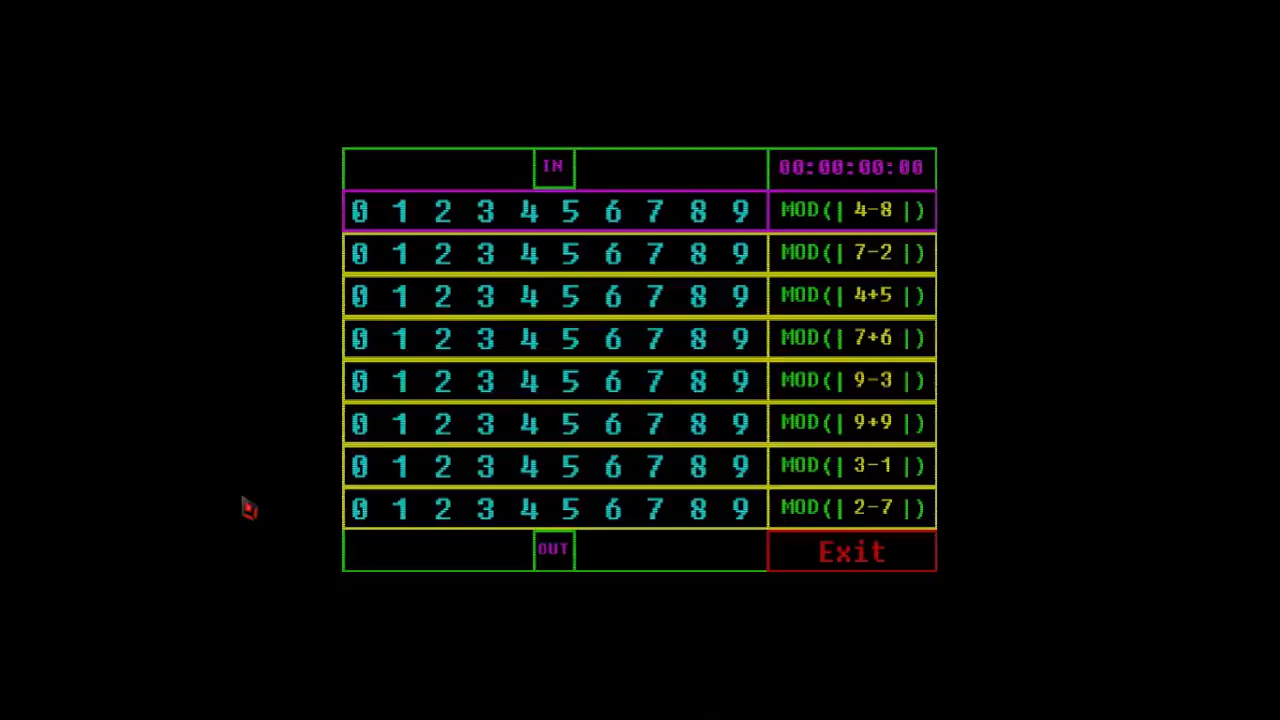 IN 00:00:00:00
0 1 2 3 4 5 6 7 8 9 MOD(| 4-8 |)
0 1 2 3 4 5 6 7 8 9 MOD(| 7-2 |)
0 1 2 3 4 5 6 7 8 9 MOD(| 4+5 |)
0 1 2 3 4 5 6 7 8 9 MOD(| 7+6 |)
0 1 2 3 4 5 6 7 8 9 MOD(| 9-3 |)
0 1 2 3 4 5 6 7 8 9 MOD(| 9+9 |)
0 1 2 3 4 5 6 7 8 9 MOD(| 3-1 |)
0 1 2 3 4 5 6 7 8 9 MOD(| 2-7 |)
OUT Exit